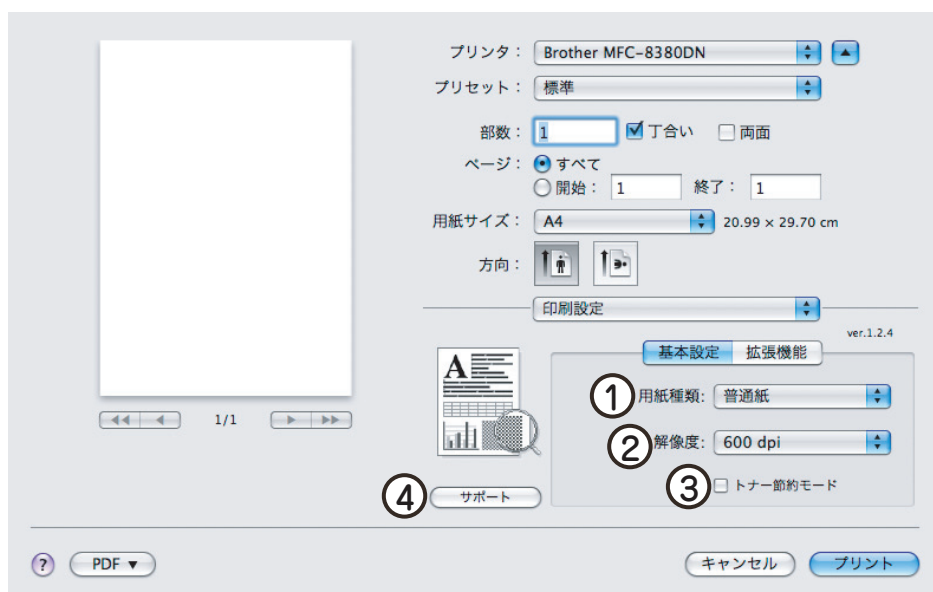 プリンタ： Brother MFC-8380DN
プリセット： 標準
部数： 1 丁合い 両面
ページ： すべて
開始： 1 終了： 1
用紙サイズ： A4 20.99 × 29.70 cm
方向：
印刷設定
ver.1.2.4
基本設定 拡張機能
A
① 用紙種類: 普通紙
1/1
② 解像度: 600 dpi
③ トナー節約モード
④ サポート
? PDF ▼ キャンセル プリント